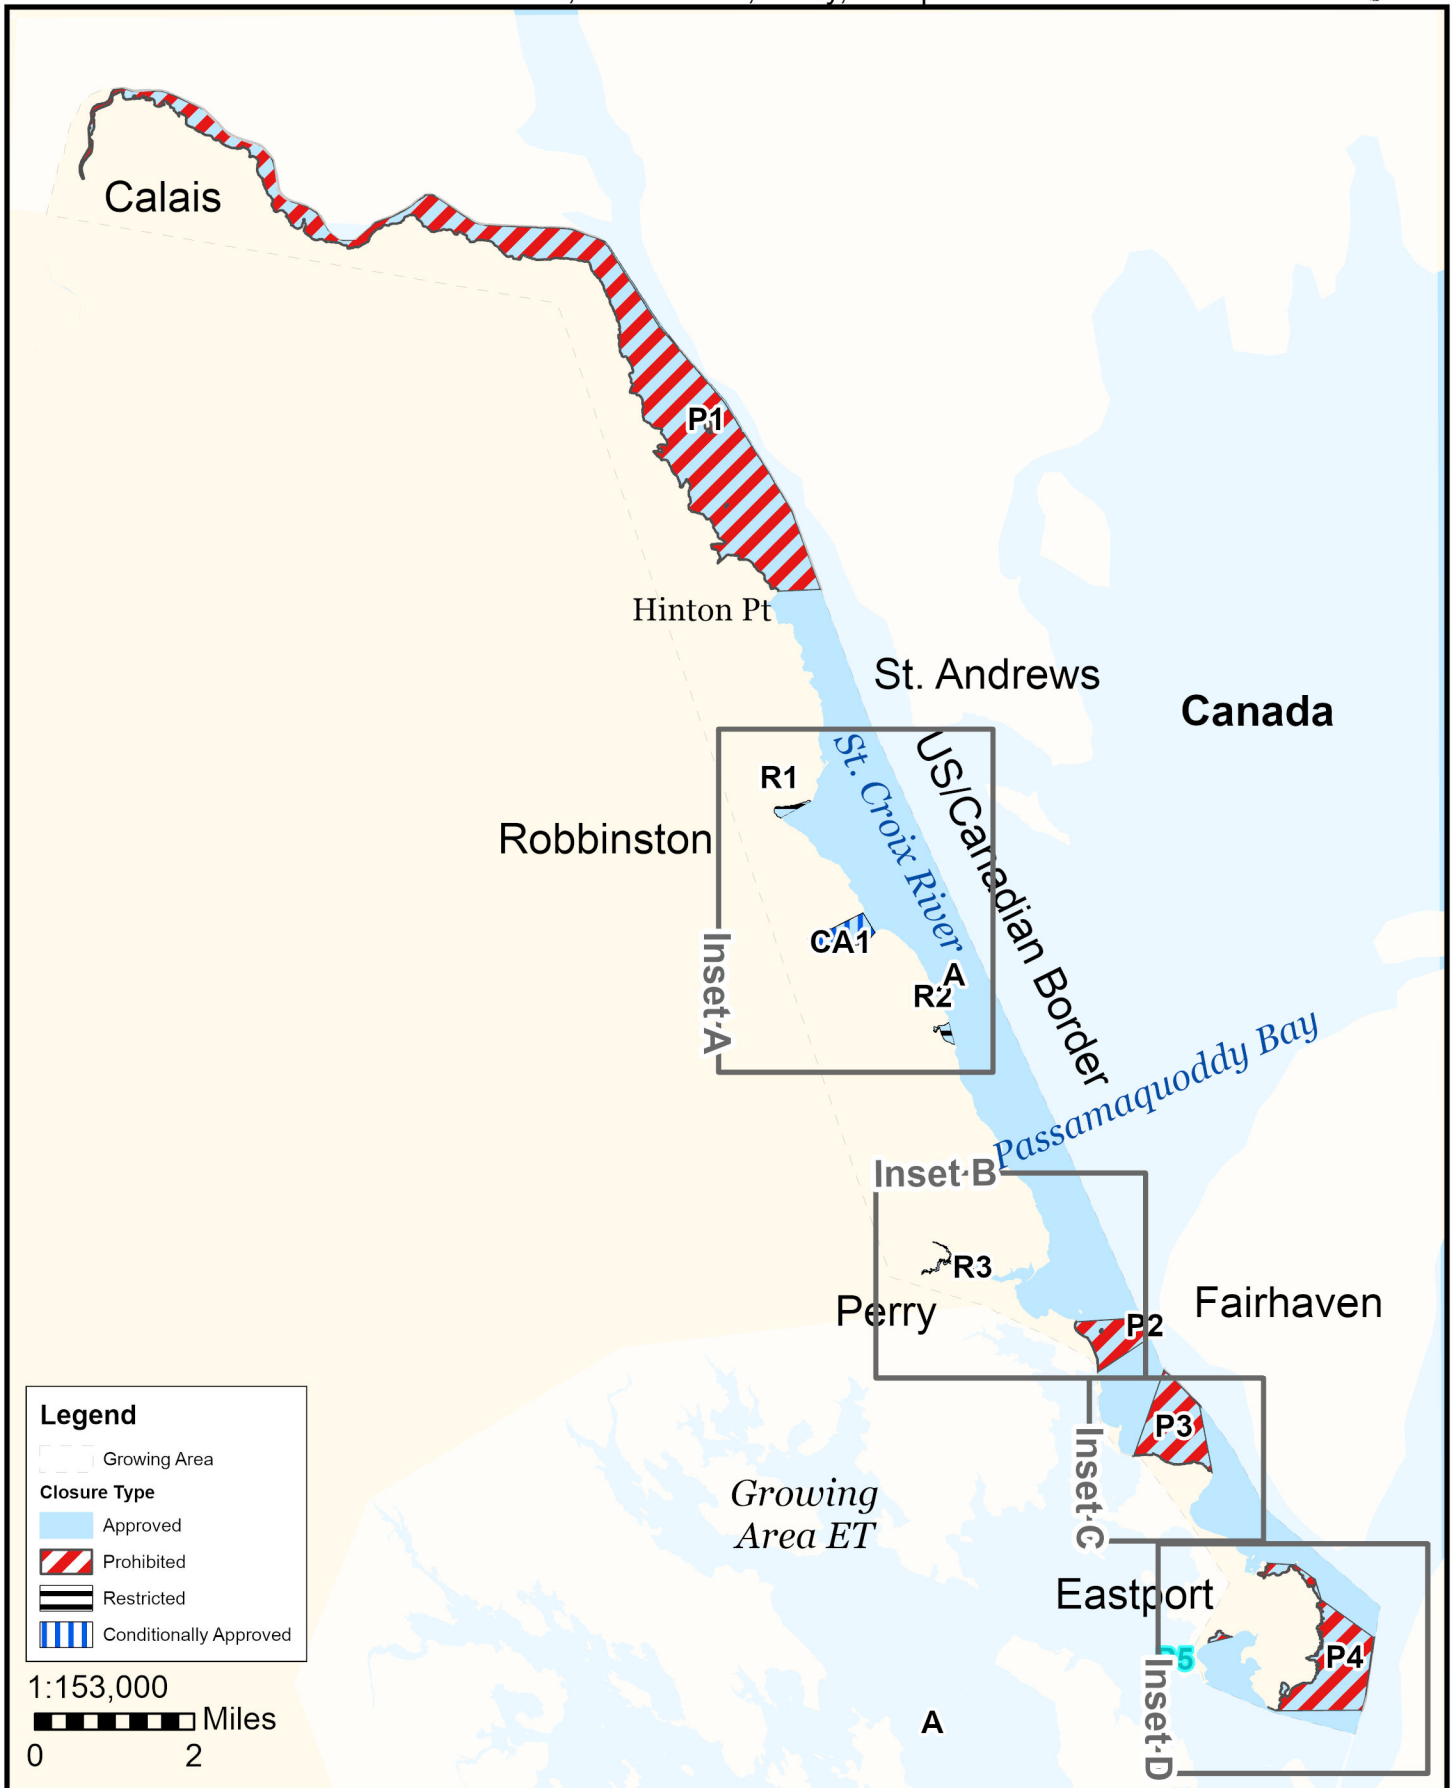 Calais
P1
Hinton Pt
St. Andrews
Canada
R1
St. Croix River
US/Canadian Border
Robbinston
CA1
A
R2
Inset A
Passamaquoddy Bay
Inset B
R3
Perry
P2
Fairhaven
P3
Inset C
Growing
Area ET
Eastport
P5
P4
Inset D
A
Legend
Growing Area
Closure Type
Approved
Prohibited
Restricted
Conditionally Approved
1:153,000
Miles
0 2